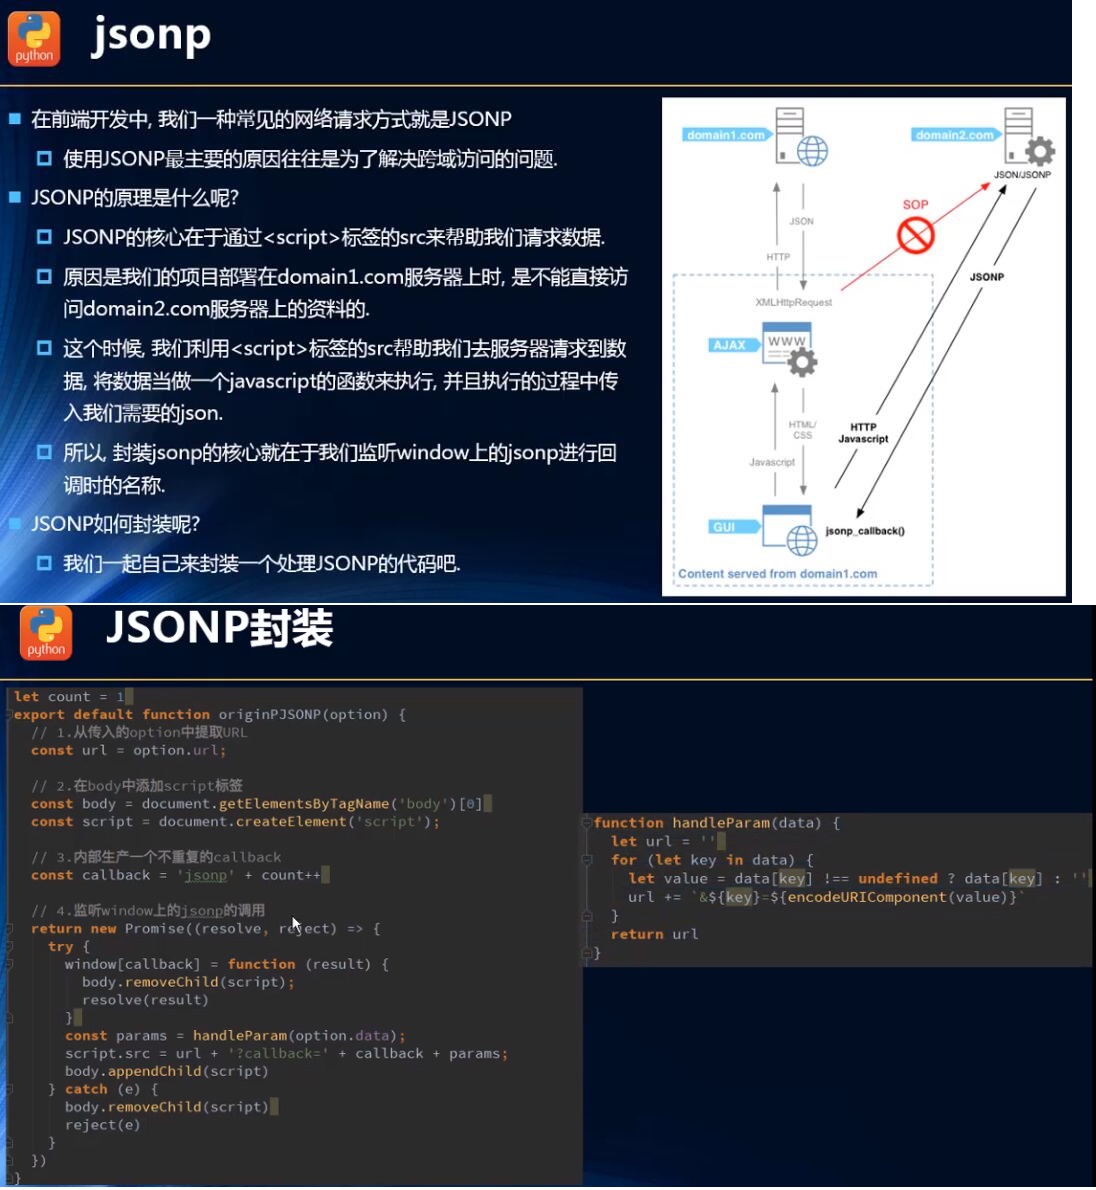 python
jsonp
在前端开发中, 我们一种常见的网络请求方式就是JSONP
使用JSONP最主要的原因往往是为了解决跨域访问的问题.
JSONP的原理是什么呢?
JSONP的核心在于通过<script>标签的src来帮助我们请求数据.
原因是我们的项目部署在domain1.com服务器上时, 是不能直接访
问domain2.com服务器上的资料的.
这个时候, 我们利用<script>标签的src帮助我们去服务器请求到数
据, 将数据当做一个javascript的函数来执行, 并且执行的过程中传
入我们需要的json.
所以, 封装jsonp的核心就在于我们监听window上的jsonp进行回
调时的名称.
JSONP如何封装呢?
我们一起自己来封装一个处理JSONP的代码吧.
domain1.com
domain2.com
JSON/JSONP
SOP
JSON
HTTP
JSONP
XMLHttpRequest
AJAX
WWW
HTML/
CSS
HTTP
Javascript
Javascript
GUI
jsonp_callback()
Content served from domain1.com
python
JSONP封装
let count = 1
export default function originPJSONP(option) {
// 1.从传入的option中提取URL
const url = option.url;
// 2.在body中添加script标签
const body = document.getElementsByTagName('body')[0]
const script = document.createElement('script');
// 3.内部生产一个不重复的callback
const callback = 'jsonp' + count++
// 4.监听window上的jsonp的调用
return new Promise((resolve, reject) => {
try {
window[callback] = function (result) {
body.removeChild(script);
resolve(result)
}
const params = handleParam(option.data);
script.src = url + '?callback=' + callback + params;
body.appendChild(script)
} catch (e) {
body.removeChild(script)
reject(e)
}
})
}
function handleParam(data) {
let url = ''
for (let key in data) {
let value = data[key] !== undefined ? data[key] : ''
url += `&${key}=${encodeURIComponent(value)}`
}
return url
}